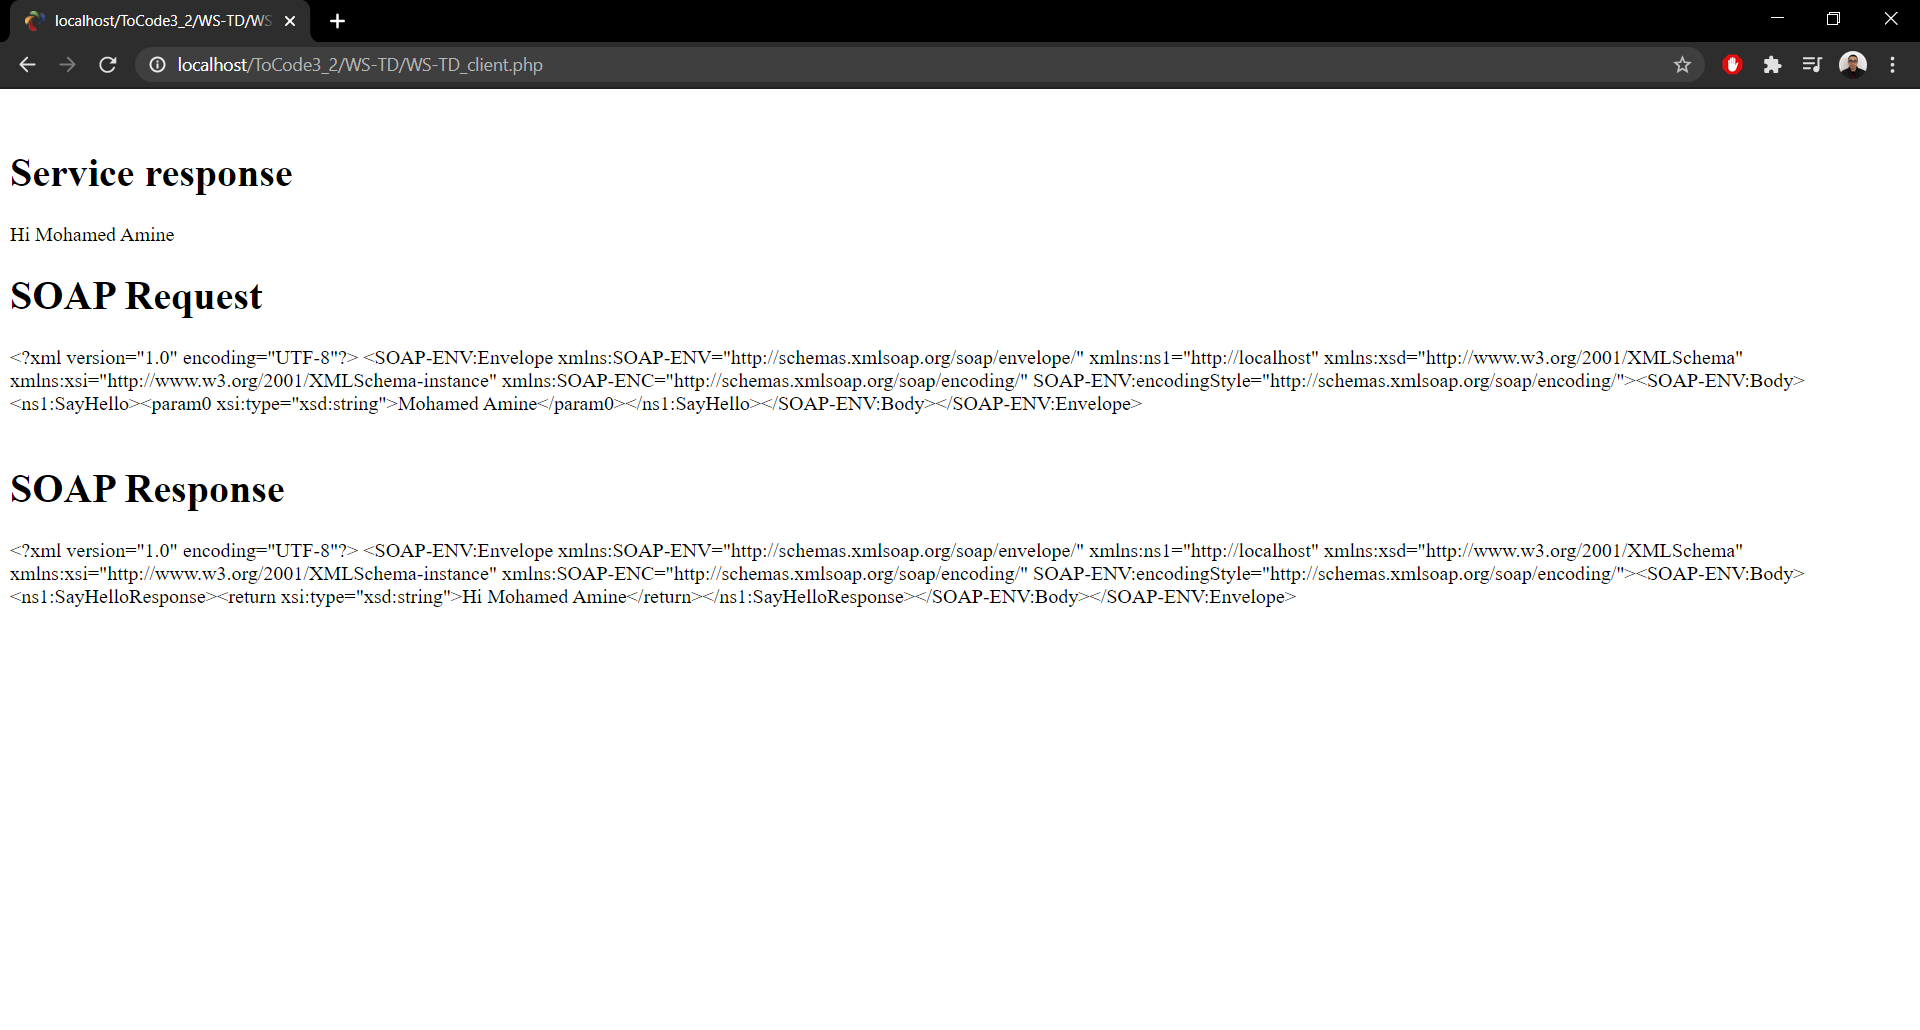 localhost/ToCode3_2/WS-TD/WS
localhost/ToCode3_2/WS-TD/WS-TD_client.php
Service response
Hi Mohamed Amine
SOAP Request
<?xml version="1.0" encoding="UTF-8"?> <SOAP-ENV:Envelope xmlns:SOAP-ENV="http://schemas.xmlsoap.org/soap/envelope/" xmlns:ns1="http://localhost" xmlns:xsd="http://www.w3.org/2001/XMLSchema"
xmlns:xsi="http://www.w3.org/2001/XMLSchema-instance" xmlns:SOAP-ENC="http://schemas.xmlsoap.org/soap/encoding/" SOAP-ENV:encodingStyle="http://schemas.xmlsoap.org/soap/encoding/"><SOAP-ENV:Body>
<ns1:SayHello><param0 xsi:type="xsd:string">Mohamed Amine</param0></ns1:SayHello></SOAP-ENV:Body></SOAP-ENV:Envelope>
SOAP Response
<?xml version="1.0" encoding="UTF-8"?> <SOAP-ENV:Envelope xmlns:SOAP-ENV="http://schemas.xmlsoap.org/soap/envelope/" xmlns:ns1="http://localhost" xmlns:xsd="http://www.w3.org/2001/XMLSchema"
xmlns:xsi="http://www.w3.org/2001/XMLSchema-instance" xmlns:SOAP-ENC="http://schemas.xmlsoap.org/soap/encoding/" SOAP-ENV:encodingStyle="http://schemas.xmlsoap.org/soap/encoding/"><SOAP-ENV:Body>
<ns1:SayHelloResponse><return xsi:type="xsd:string">Hi Mohamed Amine</return></ns1:SayHelloResponse></SOAP-ENV:Body></SOAP-ENV:Envelope>